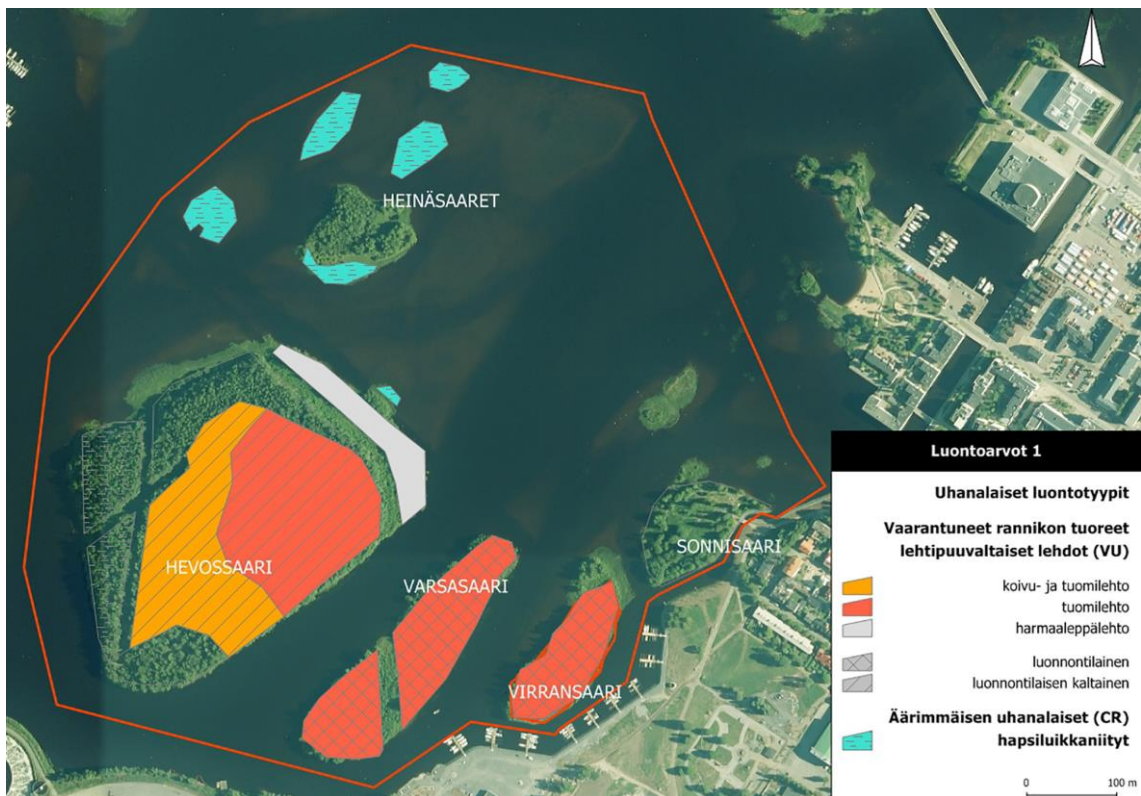 HEINÄSAARET
HEVOSSAARI
VARSASAARI
VIRRANSAARI
SONNISAARI
Luontoarvot 1
Uhanalaiset luontotyypit
Vaarantuneet rannikon tuoreet
lehtipuuvaltaiset lehdot (VU)
koivu- ja tuomilehto
tuomilehto
harmaaleppälehto
luonnontilainen
luonnontilaisen kaltainen
Äärimmäisen uhanalaiset (CR)
hapsiluikkaniityt
0 100 m